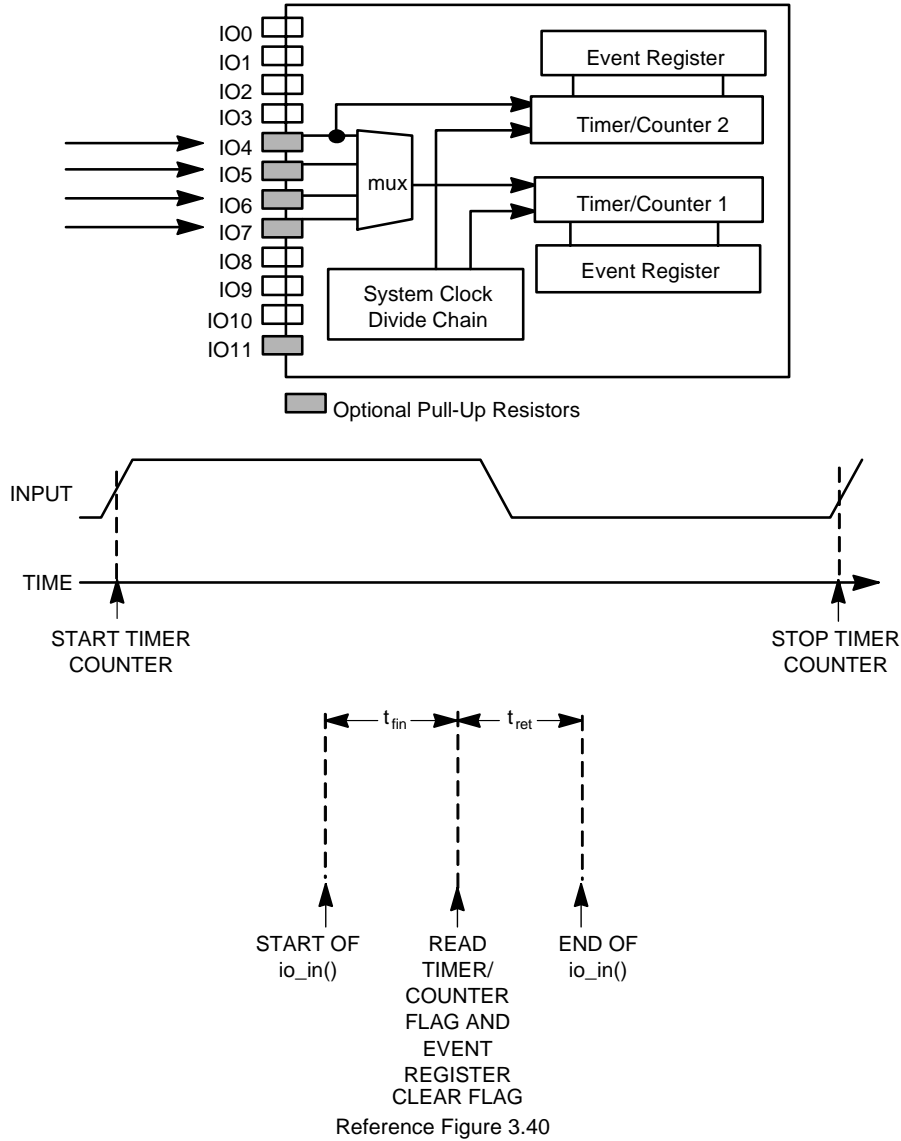 IO0
IO1
IO2
IO3
IO4
IO5
IO6
IO7
IO8
IO9
IO10
IO11
mux
Event Register
Timer/Counter 2
Timer/Counter 1
Event Register
System Clock
Divide Chain
Optional Pull-Up Resistors
INPUT
TIME
START TIMER
COUNTER
STOP TIMER
COUNTER
tfin
tret
START OF
io_in()
READ
TIMER/
COUNTER
FLAG AND
EVENT
REGISTER
CLEAR FLAG
END OF
io_in()
Reference Figure 3.40